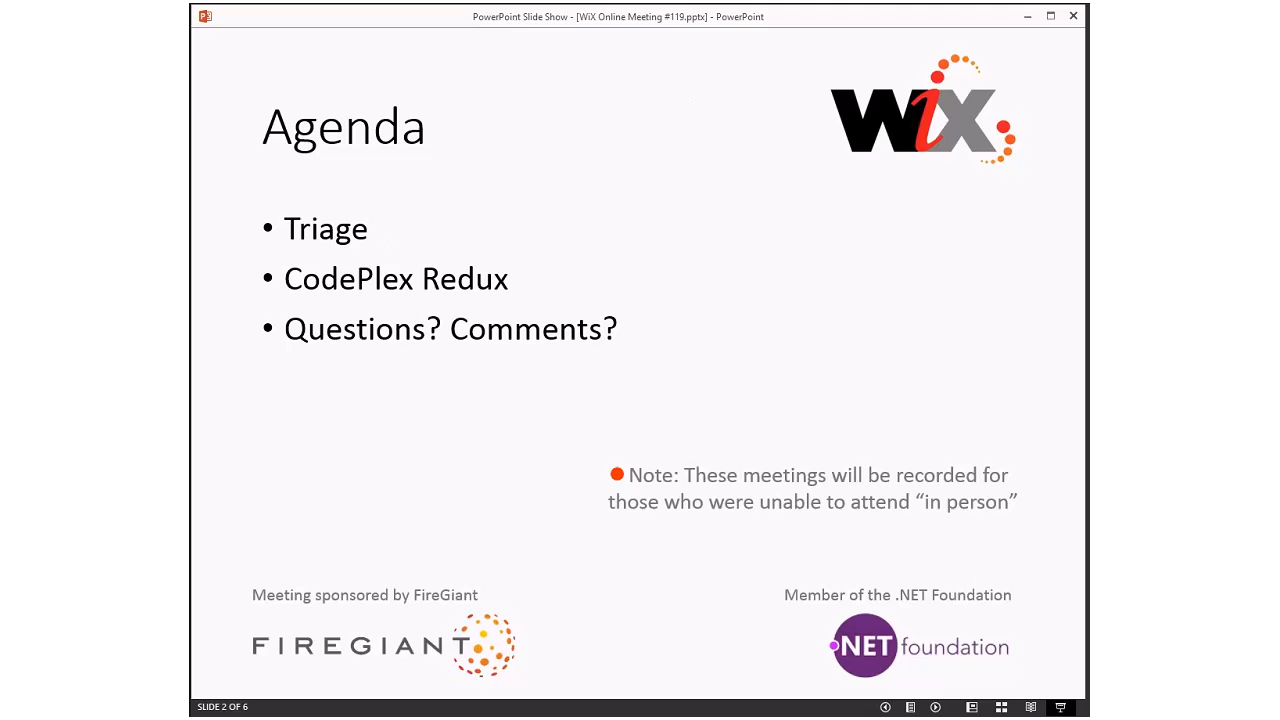 PowerPoint Slide Show - [WiX Online Meeting #119.pptx] - PowerPoint
WiX
Agenda
• Triage
• CodePlex Redux
• Questions? Comments?
Note: These meetings will be recorded for
those who were unable to attend “in person”
Meeting sponsored by FireGiant
FIREGIANT
Member of the .NET Foundation
.NET foundation
SLIDE 2 OF 6